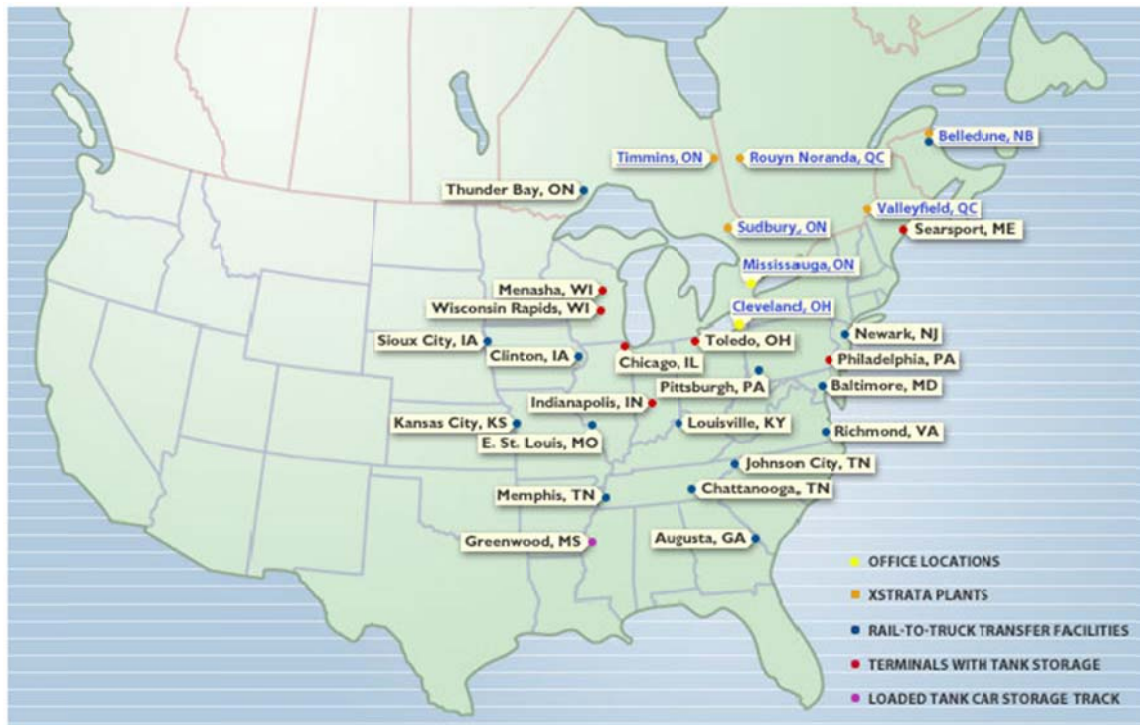 Belledune, NB
Timmins, ON
Rouyn Noranda, QC
Thunder Bay, ON
Valleyfield, QC
Sudbury, ON
Searsport, ME
Mississauga, ON
Menasha, WI
Wisconsin Rapids, WI
Cleveland, OH
Sioux City, IA
Clinton, IA
Toledo, OH
Newark, NJ
Chicago, IL
Philadelphia, PA
Pittsburgh, PA
Baltimore, MD
Indianapolis, IN
Kansas City, KS
Louisville, KY
E. St. Louis, MO
Richmond, VA
Johnson City, TN
Memphis, TN
Chattanooga, TN
Greenwood, MS
Augusta, GA
OFFICE LOCATIONS
XSTRATA PLANTS
RAIL-TO-TRUCK TRANSFER FACILITIES
TERMINALS WITH TANK STORAGE
LOADED TANK CAR STORAGE TRACK